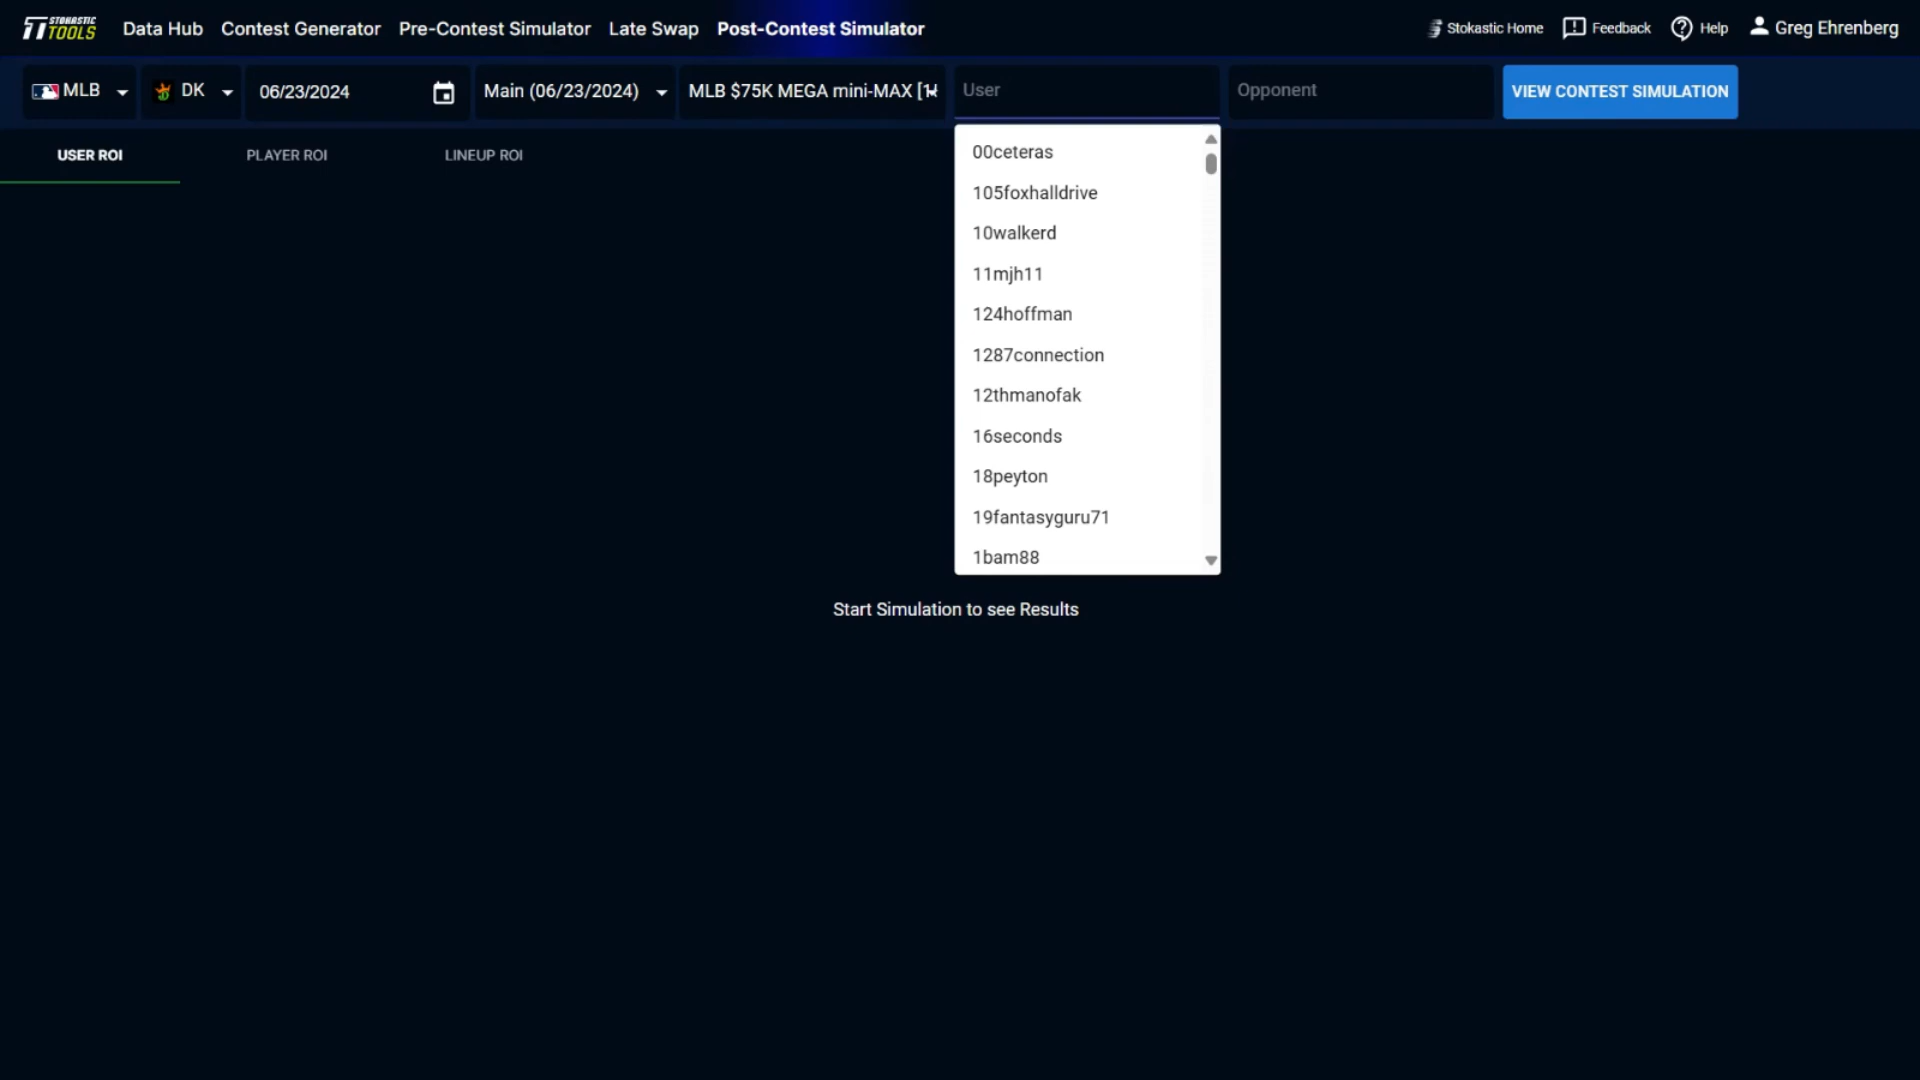 STOKASTIC TOOLS Data Hub Contest Generator Pre-Contest Simulator Late Swap Post-Contest Simulator Stokastic Home Feedback Help Greg Ehrenberg
MLB DK 06/23/2024 Main (06/23/2024) MLB $75K MEGA mini-MAX User Opponent VIEW CONTEST SIMULATION
USER ROI PLAYER ROI LINEUP ROI
00ceteras
105foxhalldrive
10walkerd
11mjh11
124hoffman
1287connection
12thmanofak
16seconds
18peyton
19fantasyguru71
1bam88
Start Simulation to see Results